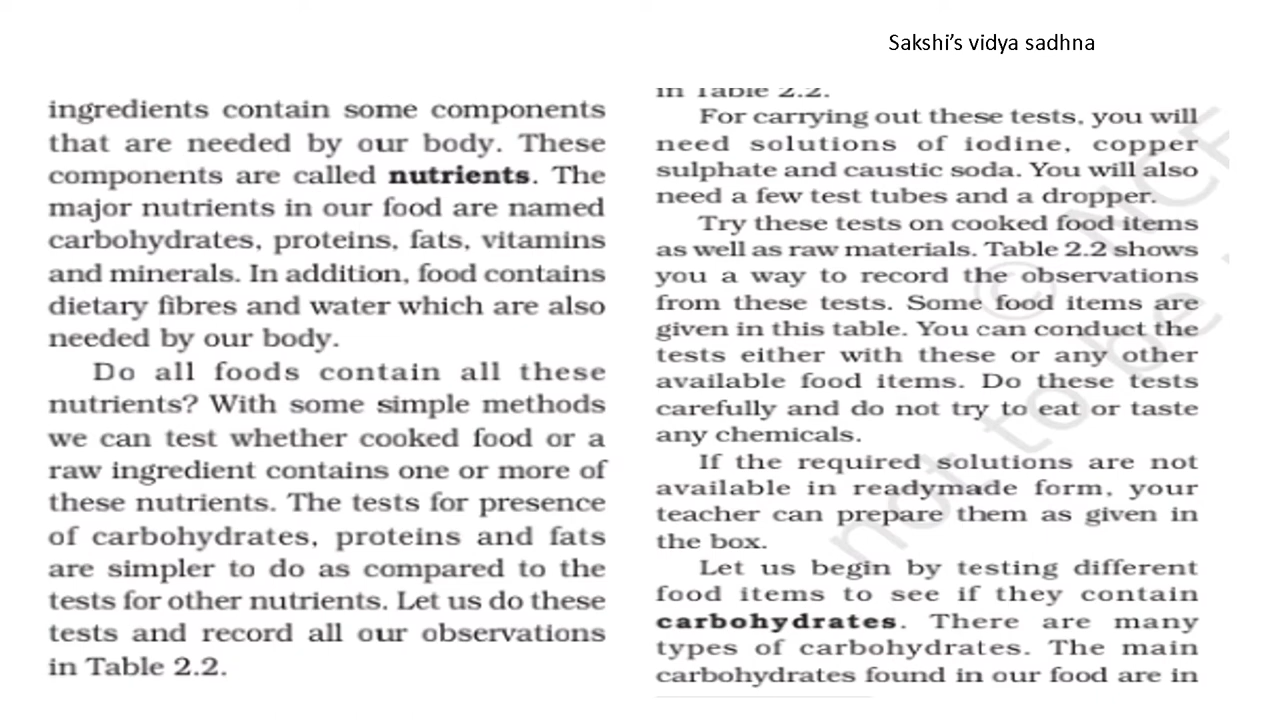 Sakshi's vidya sadhna
ingredients contain some components
that are needed by our body. These
components are called nutrients. The
major nutrients in our food are named
carbohydrates, proteins, fats, vitamins
and minerals. In addition, food contains
dietary fibres and water which are also
needed by our body.
Do all foods contain all these
nutrients? With some simple methods
we can test whether cooked food or a
raw ingredient contains one or more of
these nutrients. The tests for presence
of carbohydrates, proteins and fats
are simpler to do as compared to the
tests for other nutrients. Let us do these
tests and record all our observations
in Table 2.2.
in Table 2.2.
For carrying out these tests, you will
need solutions of iodine, copper
sulphate and caustic soda. You will also
need a few test tubes and a dropper.
Try these tests on cooked food items
as well as raw materials. Table 2.2 shows
you a way to record the observations
from these tests. Some food items are
given in this table. You can conduct the
tests either with these or any other
available food items. Do these tests
carefully and do not try to eat or taste
any chemicals.
If the required solutions are not
available in readymade form, your
teacher can prepare them as given in
the box.
Let us begin by testing different
food items to see if they contain
carbohydrates. There are many
types of carbohydrates. The main
carbohydrates found in our food are in
© NCE
not to be